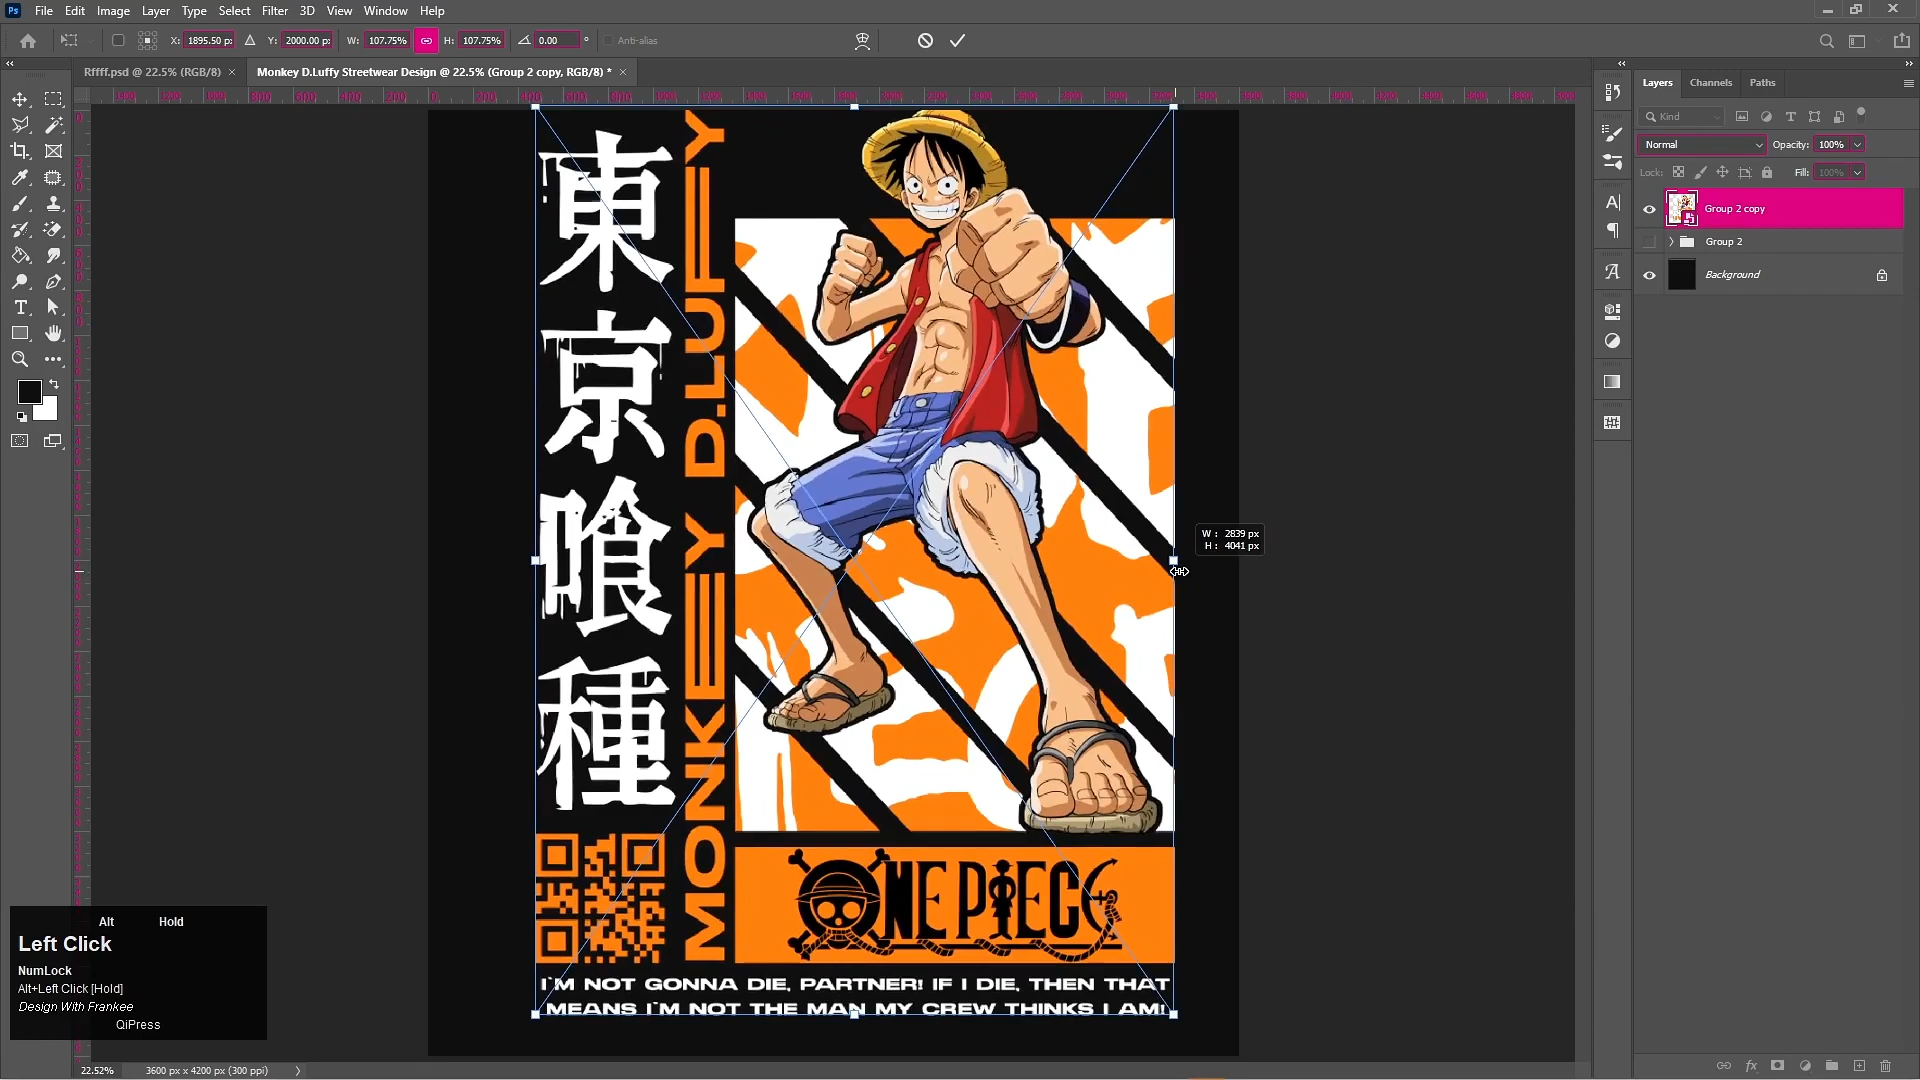 Ps File Edit Image Layer Type Select Filter 3D View Window Help
X: 1895.50 px Y: 2000.00 px W: 107.75% H: 107.75% 0.00 ° Anti-alias
Rffff.psd @ 22.5% (RGB/8) ×
Monkey D.Luffy Streetwear Design @ 22.5% (Group 2 copy, RGB/8) * ×
東京喰種
MONKEY D.LUFFY
ONE PIECE
I`M NOT GONNA DIE, PARTNER! IF I DIE, THEN THAT
MEANS I`M NOT THE MAN MY CREW THINKS I AM!
W : 2839 px
H : 4041 px
Layers Channels Paths
Kind
Normal Opacity: 100%
Lock: Fill: 100%
Group 2 copy
Group 2
Background
Alt Hold
Left Click
NumLock
Alt+Left Click [Hold]
Design With Frankee
QiPress
22.52% 3600 px x 4200 px (300 ppi)